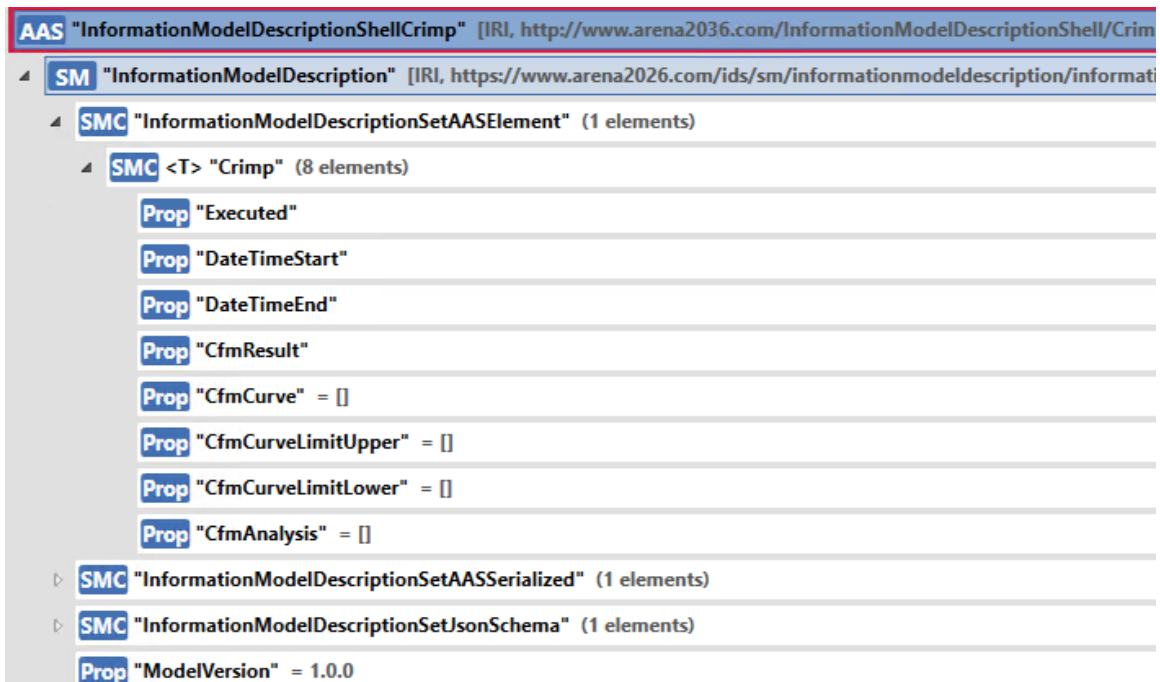 AAS "InformationModelDescriptionShellCrimp" [IRI, http://www.arena2036.com/InformationModelDescriptionShell/Crim
SM "InformationModelDescription" [IRI, https://www.arena2026.com/ids/sm/informationmodeldescription/informati
SMC "InformationModelDescriptionSetAASElement" (1 elements)
SMC <T> "Crimp" (8 elements)
Prop "Executed"
Prop "DateTimeStart"
Prop "DateTimeEnd"
Prop "CfmResult"
Prop "CfmCurve" = []
Prop "CfmCurveLimitUpper" = []
Prop "CfmCurveLimitLower" = []
Prop "CfmAnalysis" = []
SMC "InformationModelDescriptionSetAASSerialized" (1 elements)
SMC "InformationModelDescriptionSetJsonSchema" (1 elements)
Prop "ModelVersion" = 1.0.0